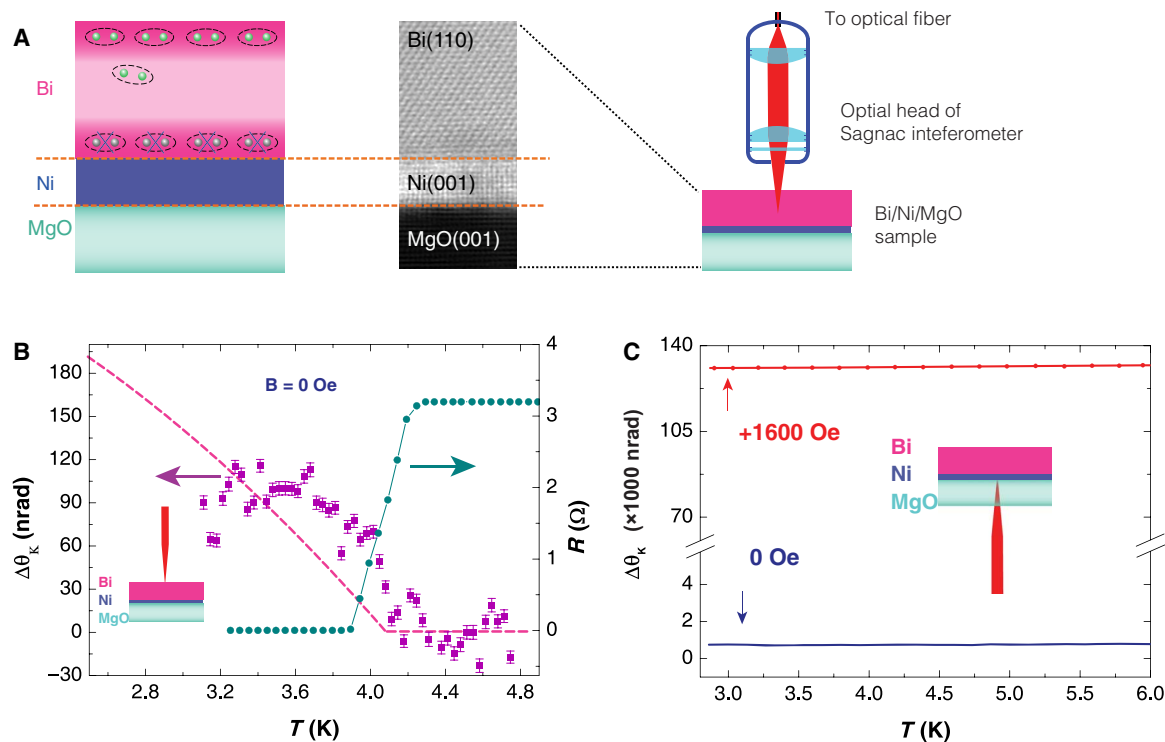 A
Bi
Ni
MgO
Bi(110)
Ni(001)
MgO(001)
To optical fiber
Optial head of
Sagnac inteferometer
Bi/Ni/MgO
sample
B
B = 0 Oe
180
150
120
90
60
30
0
−30
Δθκ (nrad)
4
3
2
1
0
R (Ω)
Bi
Ni
MgO
2.8
3.2
3.6
4.0
4.4
4.8
T (K)
C
140
105
70
4
2
0
Δθκ (×1000 nrad)
+1600 Oe
0 Oe
Bi
Ni
MgO
3.0
3.5
4.0
4.5
5.0
5.5
6.0
T (K)